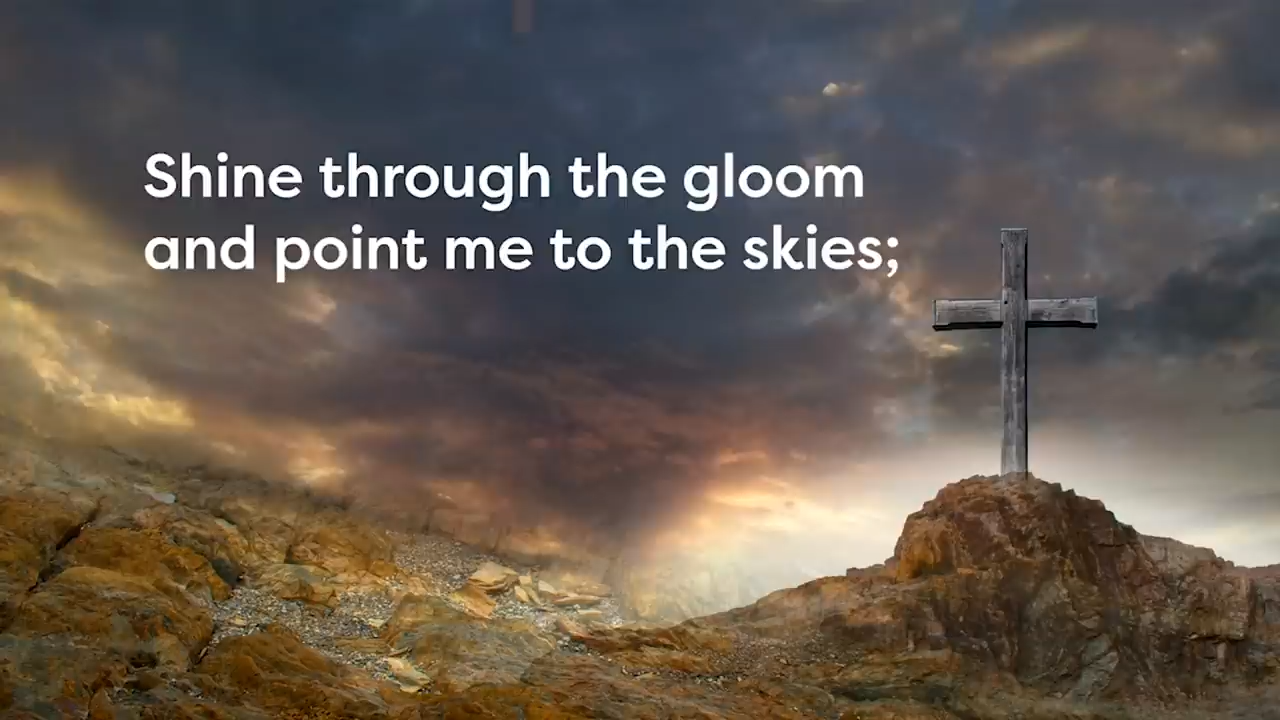 Shine through the gloom
and point me to the skies;